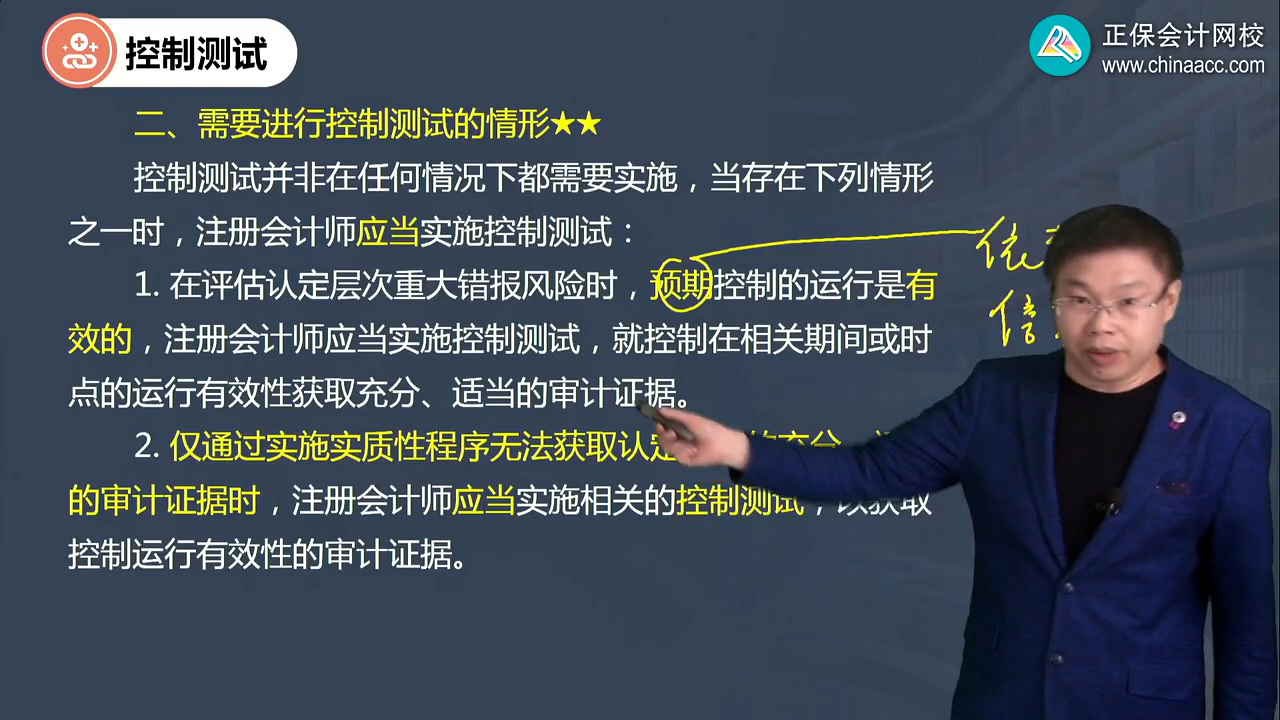 控制测试
正保会计网校
www.chinaacc.com
二、需要进行控制测试的情形★★
控制测试并非在任何情况下都需要实施，当存在下列情形
之一时，注册会计师应当实施控制测试：
1. 在评估认定层次重大错报风险时，预期控制的运行是有
效的，注册会计师应当实施控制测试，就控制在相关期间或时
点的运行有效性获取充分、适当的审计证据。
2. 仅通过实施实质性程序无法获取认定
的审计证据时，注册会计师应当实施相关的控制测试，以获取
控制运行有效性的审计证据。
信